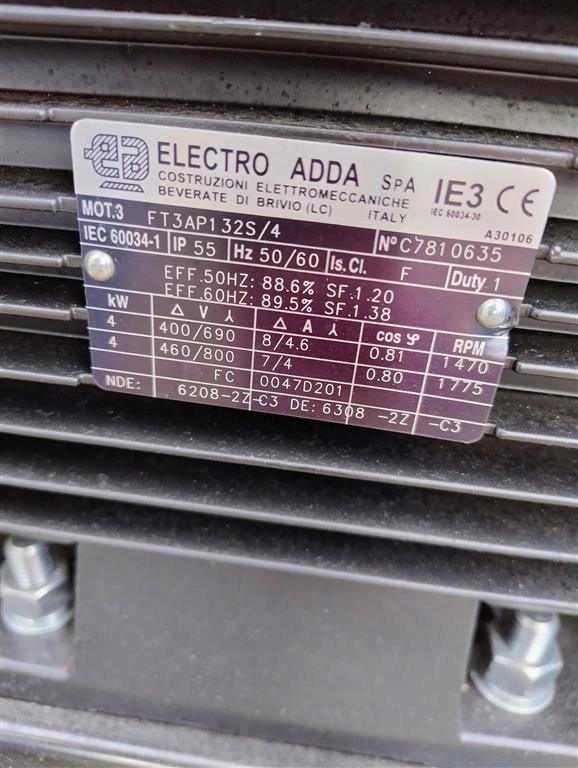 ELECTRO ADDA SPA
COSTRUZIONI ELETTROMECCANICHE
BEVERATE DI BRIVIO (LC) ITALY
IE3 CE
IEC 60034-30
A30106
MOT.3 FT3AP132S/4 N° C7810635
IEC 60034-1 IP 55 Hz 50/60 Is.Cl. F Duty 1
EFF.50HZ: 88.6% SF.1.20
EFF.60HZ: 89.5% SF.1.38
kW Δ V Y Δ A Y cos φ RPM
4 400/690 8/4.6 0.81 1470
4 460/800 7/4 0.80 1775
FC 0047D201
NDE: 6208-2Z-C3 DE: 6308 -2Z -C3